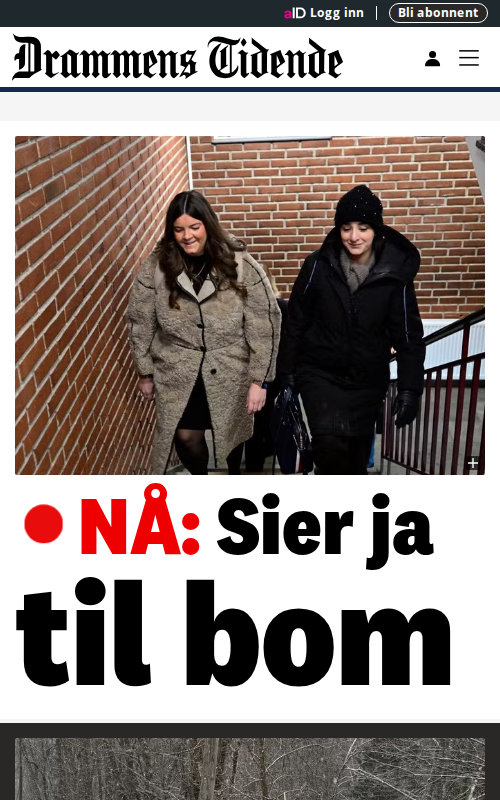 aID Logg inn
Bli abonnent
Drammens Tidende
NÅ: Sier ja
til bom